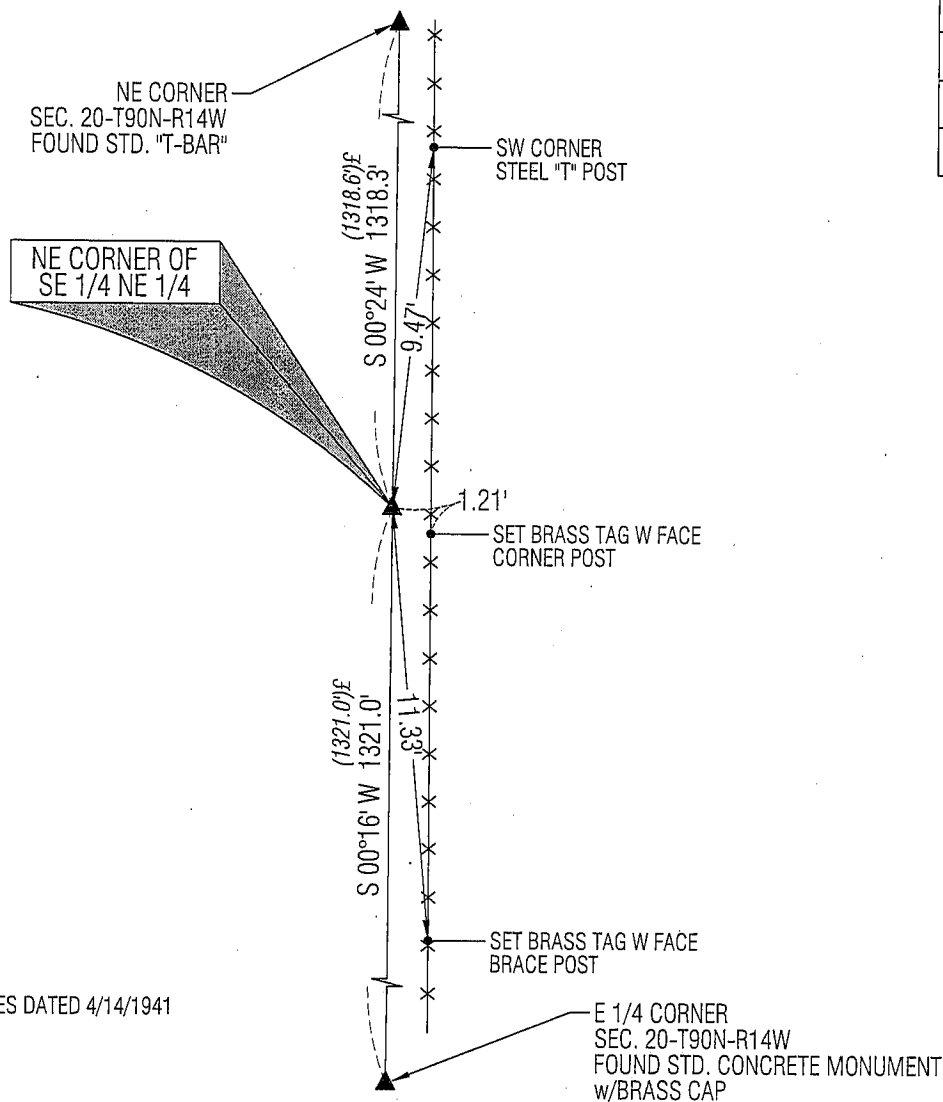 NE CORNER
SEC. 20-T90N-R14W
FOUND STD. "T-BAR"
SW CORNER
STEEL "T" POST
(1318.6')£
S 00°24' W 1318.3'
9.47'
NE CORNER OF
SE 1/4 NE 1/4
1.21'
SET BRASS TAG W FACE
CORNER POST
(1321.0')£
S 00°16' W 1321.0'
11.33'
SET BRASS TAG W FACE
BRACE POST
ES DATED 4/14/1941
E 1/4 CORNER
SEC. 20-T90N-R14W
FOUND STD. CONCRETE MONUMENT
w/BRASS CAP